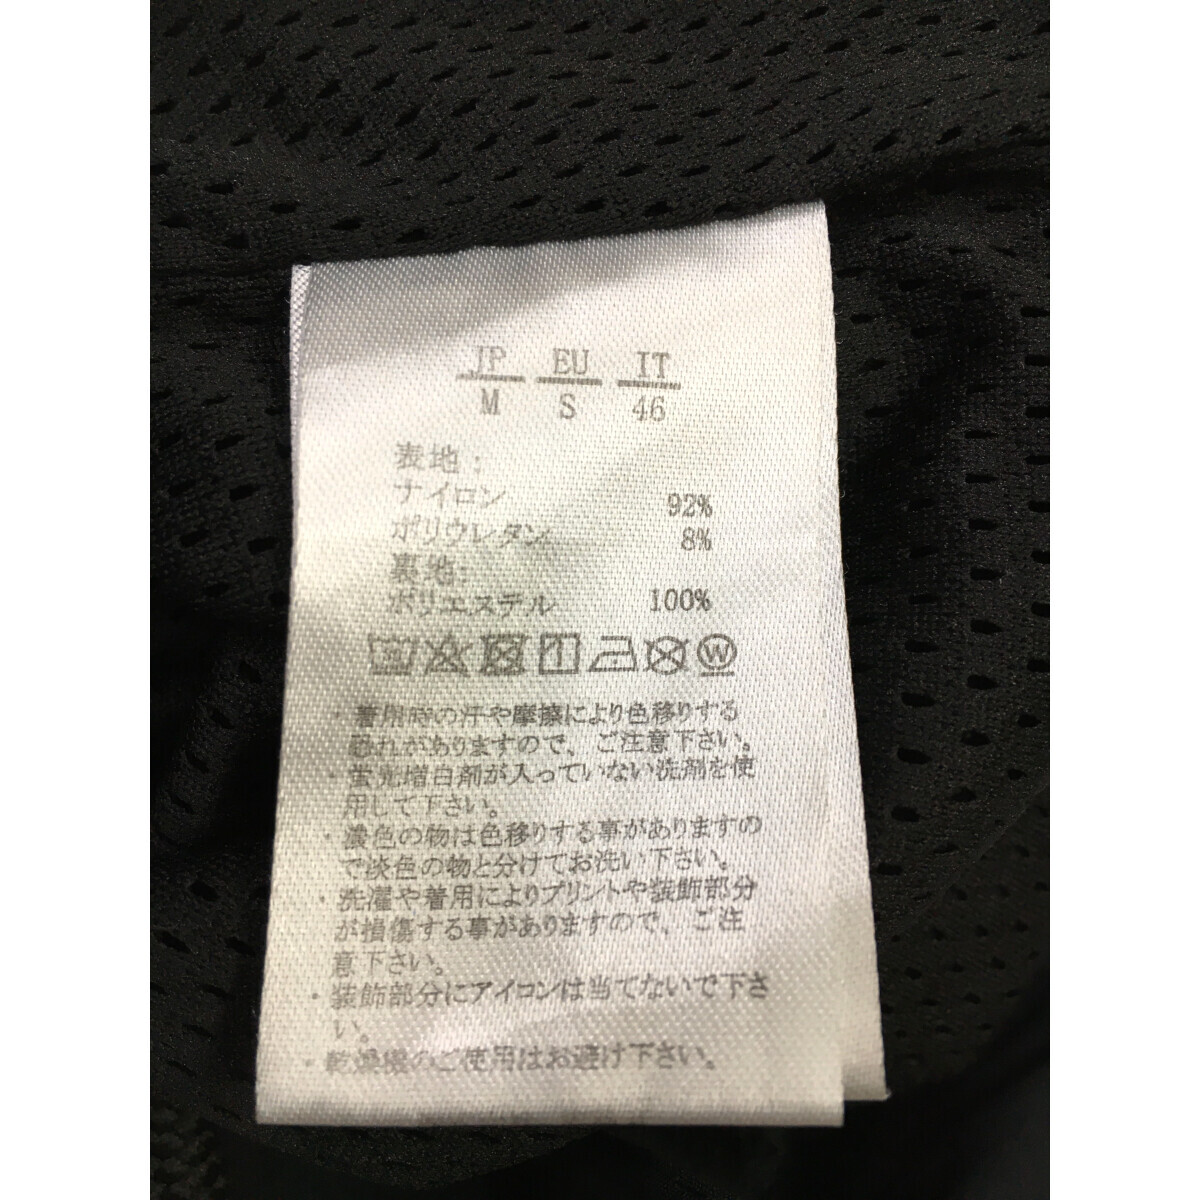 JP EU IT
M S 46
表地:
ナイロン 92%
ポリウレタン 8%
裏地:
ポリエステル 100%
W
・着用時の汗や摩擦により色移りする
恐れがありますので、ご注意下さい。
・蛍光増白剤が入っていない洗剤を使
用して下さい。
・濃色の物は色移りする事がありますの
で淡色の物と分けてお洗い下さい。
・洗濯や着用によりプリントや装飾部分
が損傷する事がありますので、ご注
意下さい。
・装飾部分にアイロンは当てないで下さ
い。
・乾燥機のご使用はお避け下さい。